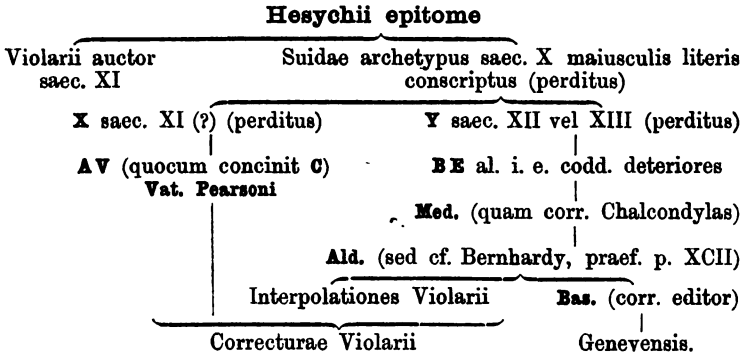 Hesychii epitome
Violarii auctor Suidae archetypus saec. X maiusculis literis
saec. XI conscriptus (perditus)
X saec. XI (?) (perditus) Y saec. XII vel XIII (perditus)
AV (quocum concinit C) BE al. i. e. codd. deteriores
Vat. Pearsoni
Med. (quam corr. Chalcondylas)
Ald. (sed cf. Bernhardy, praef. p. XCII)
Interpolationes Violarii Bas. (corr. editor)
Correcturae Violarii Genevensis.